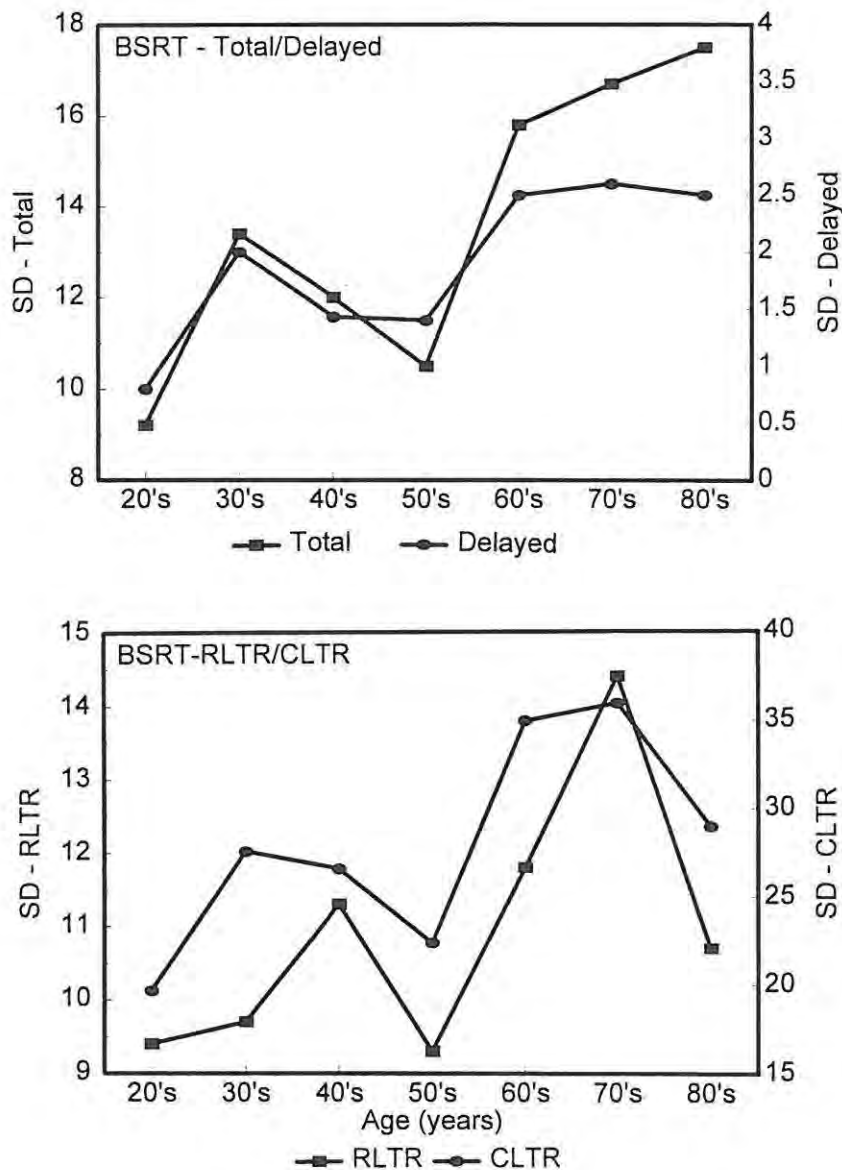 BSRT - Total/Delayed
18
16
14
12
10
8
SD - Total
4
3.5
3
2.5
2
1.5
1
0.5
0
SD - Delayed
20's 30's 40's 50's 60's 70's 80's
Total Delayed
BSRT-RLTR/CLTR
15
14
13
12
11
10
9
SD - RLTR
40
35
30
25
20
15
SD - CLTR
20's 30's 40's 50's 60's 70's 80's
Age (years)
RLTR CLTR